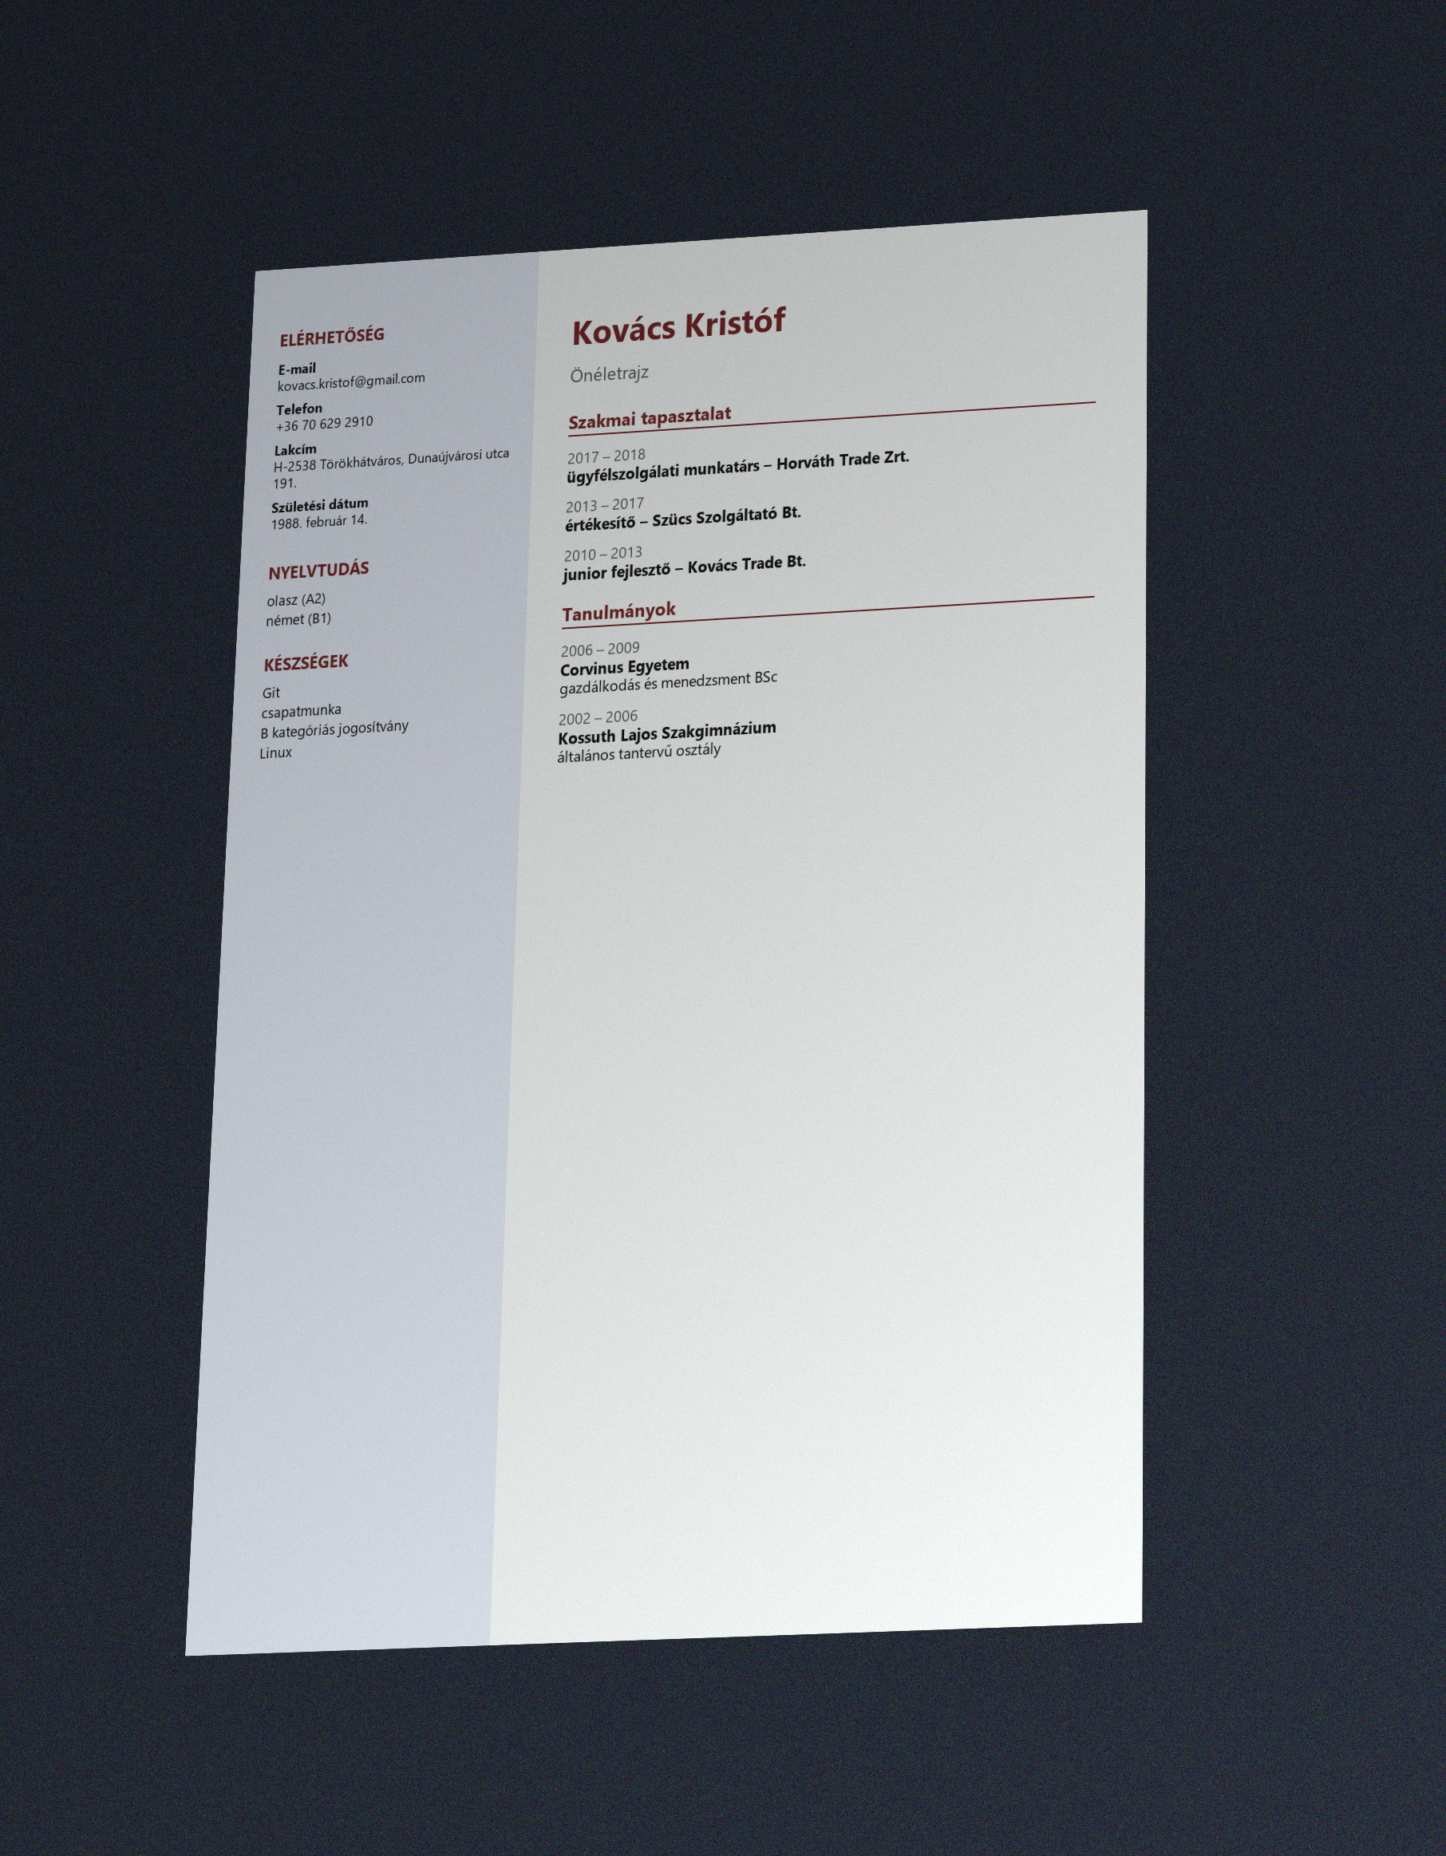 ELÉRHETŐSÉG
E-mail
kovacs.kristof@gmail.com
Telefon
+36 70 629 2910
Lakcím
H-2538 Törökhátváros, Dunaújvárosi utca
191.
Születési dátum
1988. február 14.
NYELVTUDÁS
olasz (A2)
német (B1)
KÉSZSÉGEK
Git
csapatmunka
B kategóriás jogosítvány
Linux
Kovács Kristóf
Önéletrajz
Szakmai tapasztalat
2017 – 2018
ügyfélszolgálati munkatárs – Horváth Trade Zrt.
2013 – 2017
értékesítő – Szücs Szolgáltató Bt.
2010 – 2013
junior fejlesztő – Kovács Trade Bt.
Tanulmányok
2006 – 2009
Corvinus Egyetem
gazdálkodás és menedzsment BSc
2002 – 2006
Kossuth Lajos Szakgimnázium
általános tantervű osztály